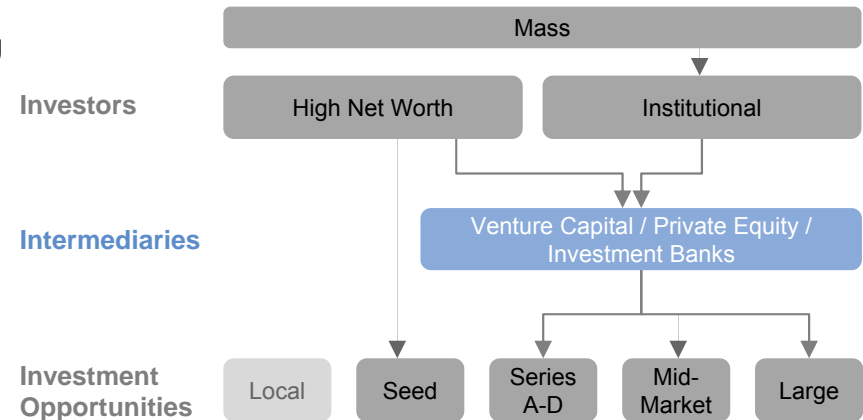 Mass
Investors
High Net Worth
Institutional
Intermediaries
Venture Capital / Private Equity /
Investment Banks
Investment
Opportunities
Local
Seed
Series
A-D
Mid-
Market
Large